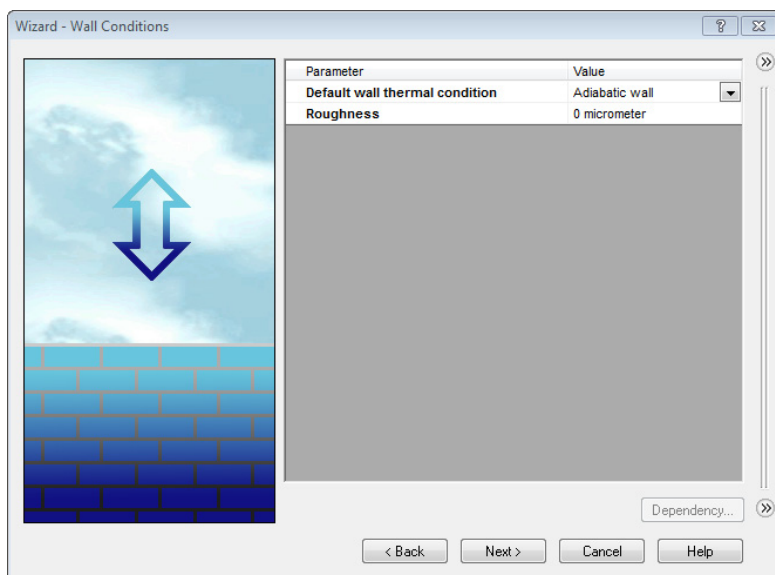 Wizard - Wall Conditions
Parameter Value
Default wall thermal condition Adiabatic wall
Roughness 0 micrometer
Dependency...
< Back Next > Cancel Help